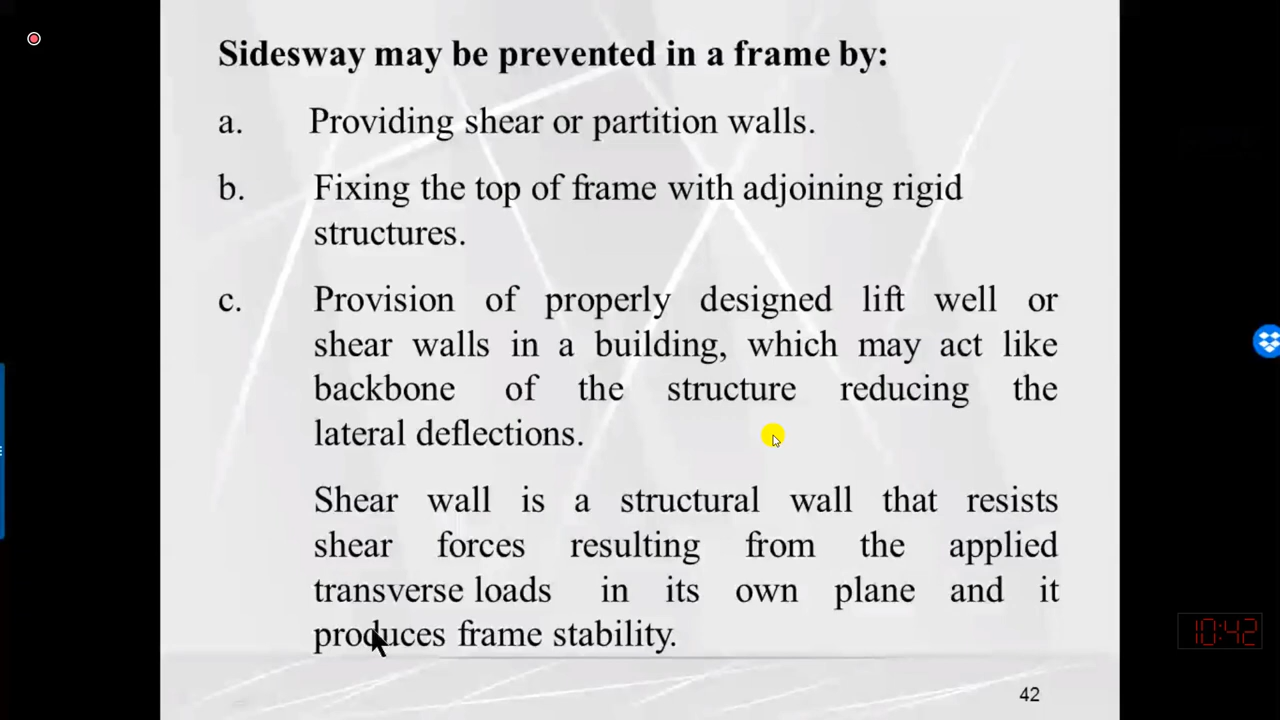 Sidesway may be prevented in a frame by:
a. Providing shear or partition walls.
b. Fixing the top of frame with adjoining rigid
structures.
c. Provision of properly designed lift well or
shear walls in a building, which may act like
backbone of the structure reducing the
lateral deflections.
Shear wall is a structural wall that resists
shear forces resulting from the applied
transverse loads in its own plane and it
produces frame stability.
10:42
42